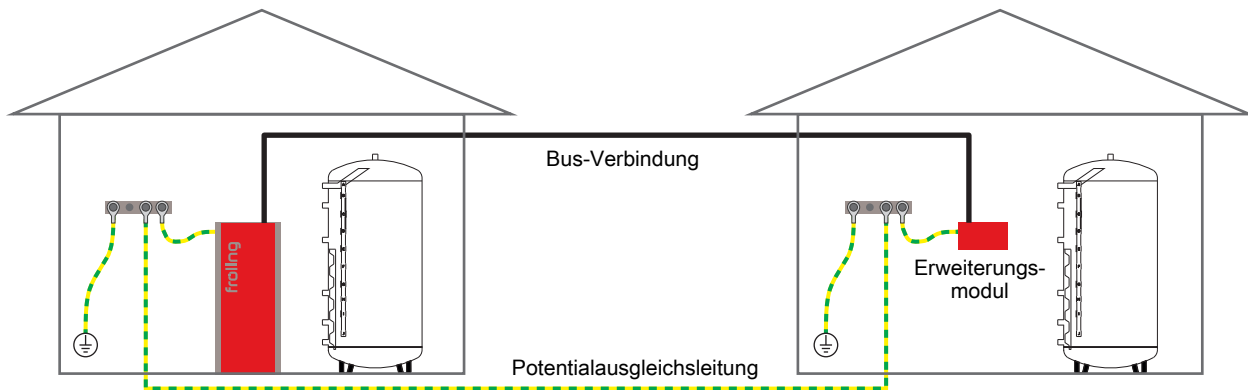 Bus-Verbindung
froling
Erweiterungs-
modul
Potentialausgleichsleitung